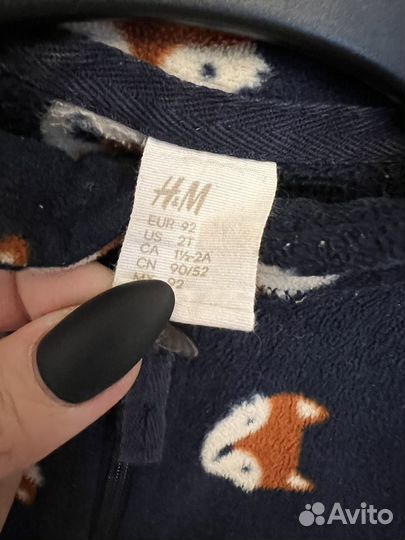 H&M
EUR 92
US 2T
CA 1½-2A
CN 90/52
MX 92
Avito